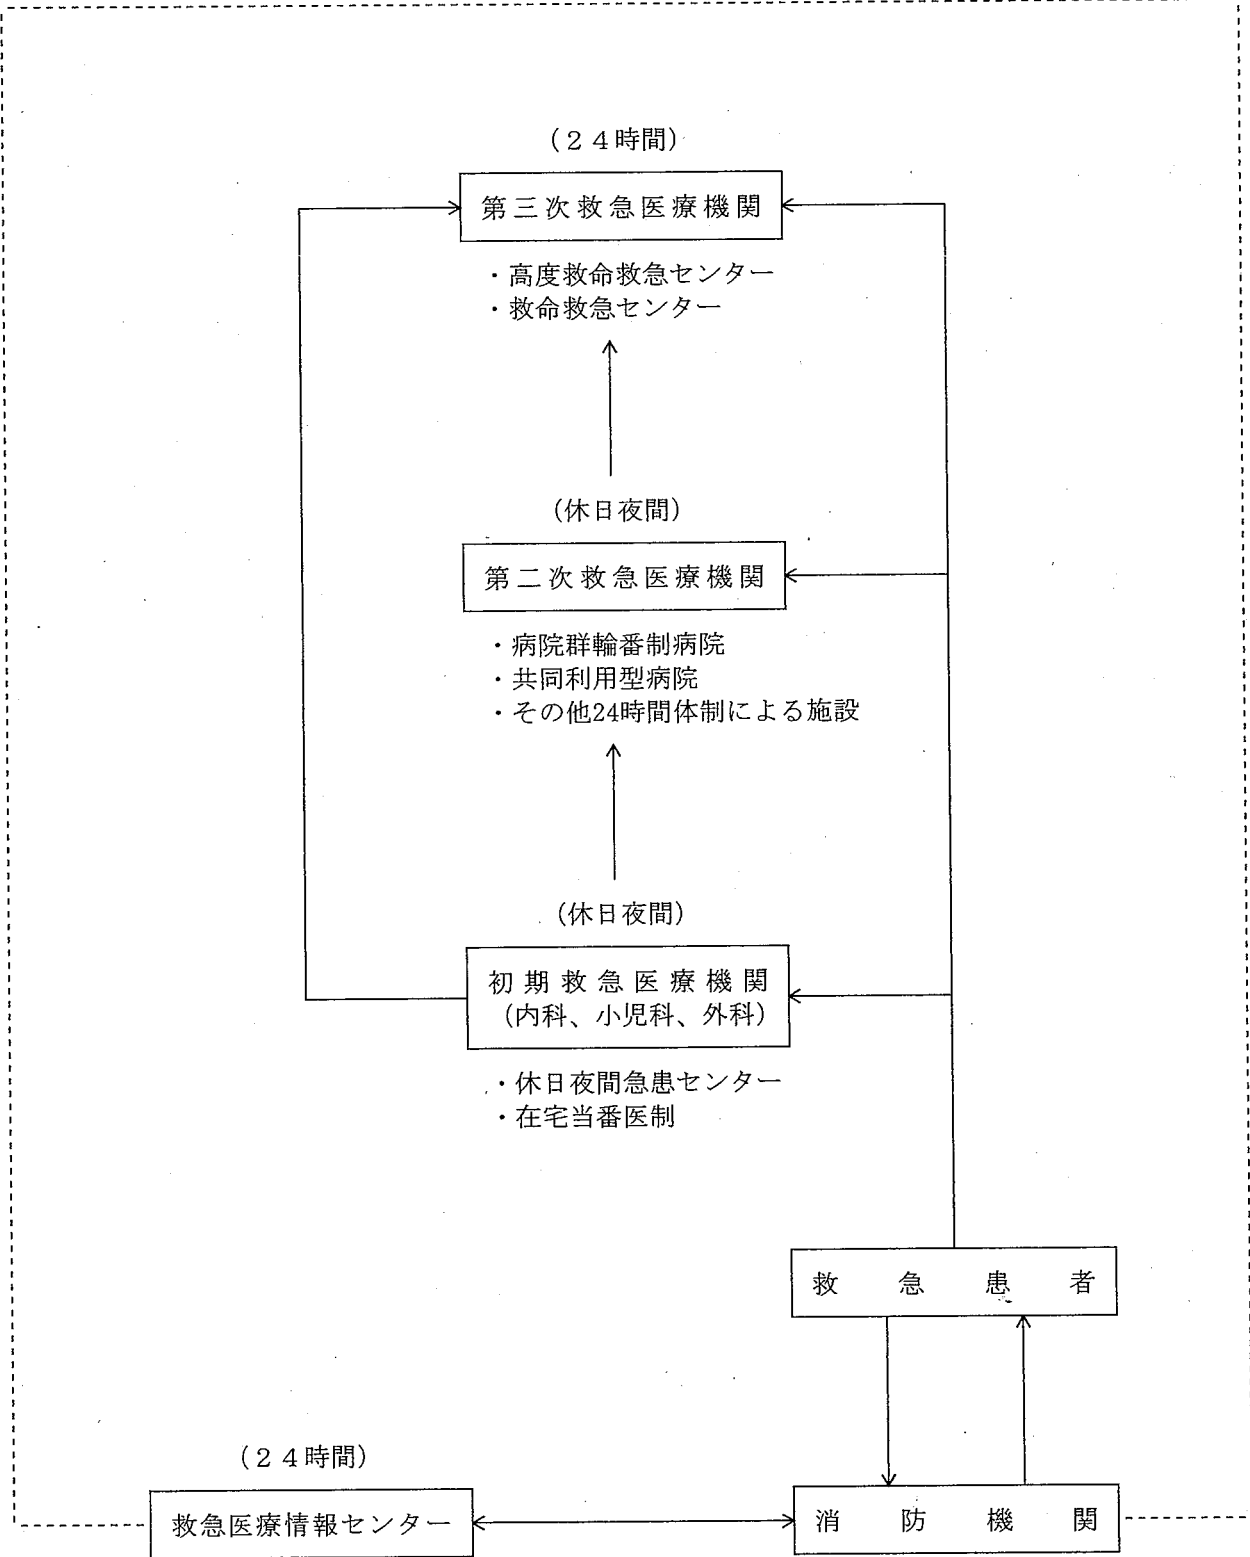 (２４時間)
第三次救急医療機関
・高度救命救急センター
・救命救急センター
(休日夜間)
第二次救急医療機関
・病院群輪番制病院
・共同利用型病院
・その他24時間体制による施設
(休日夜間)
初期救急医療機関
(内科、小児科、外科)
・休日夜間急患センター
・在宅当番医制
救急患者
(２４時間)
救急医療情報センター
消防機関